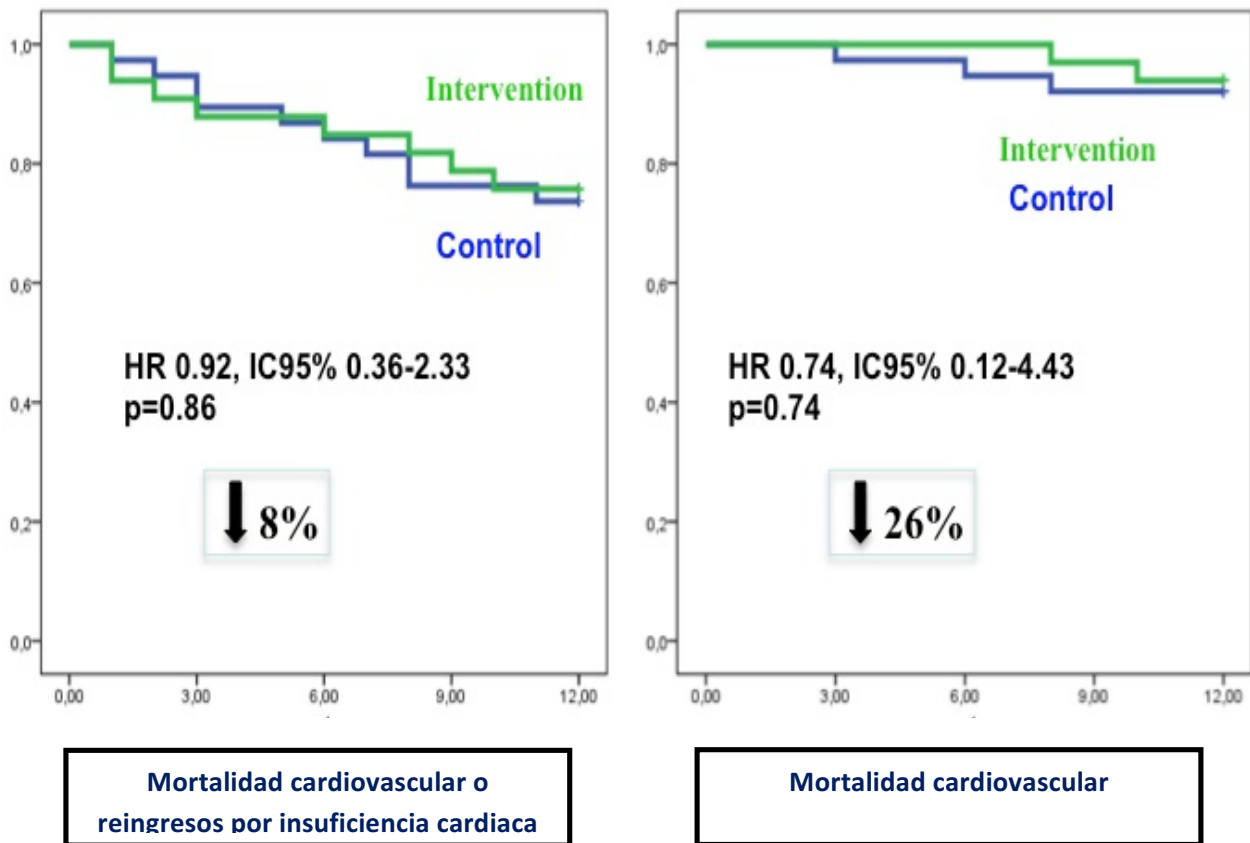 1,0
0,8
0,6
0,4
0,2
0,0
Intervention
Control
HR 0.92, IC95% 0.36-2.33
p=0.86
8%
0,00 3,00 6,00 9,00 12,00
Mortalidad cardiovascular o
reingresos por insuficiencia cardiaca
1,0
0,8
0,6
0,4
0,2
0,0
Intervention
Control
HR 0.74, IC95% 0.12-4.43
p=0.74
26%
0,00 3,00 6,00 9,00 12,00
Mortalidad cardiovascular